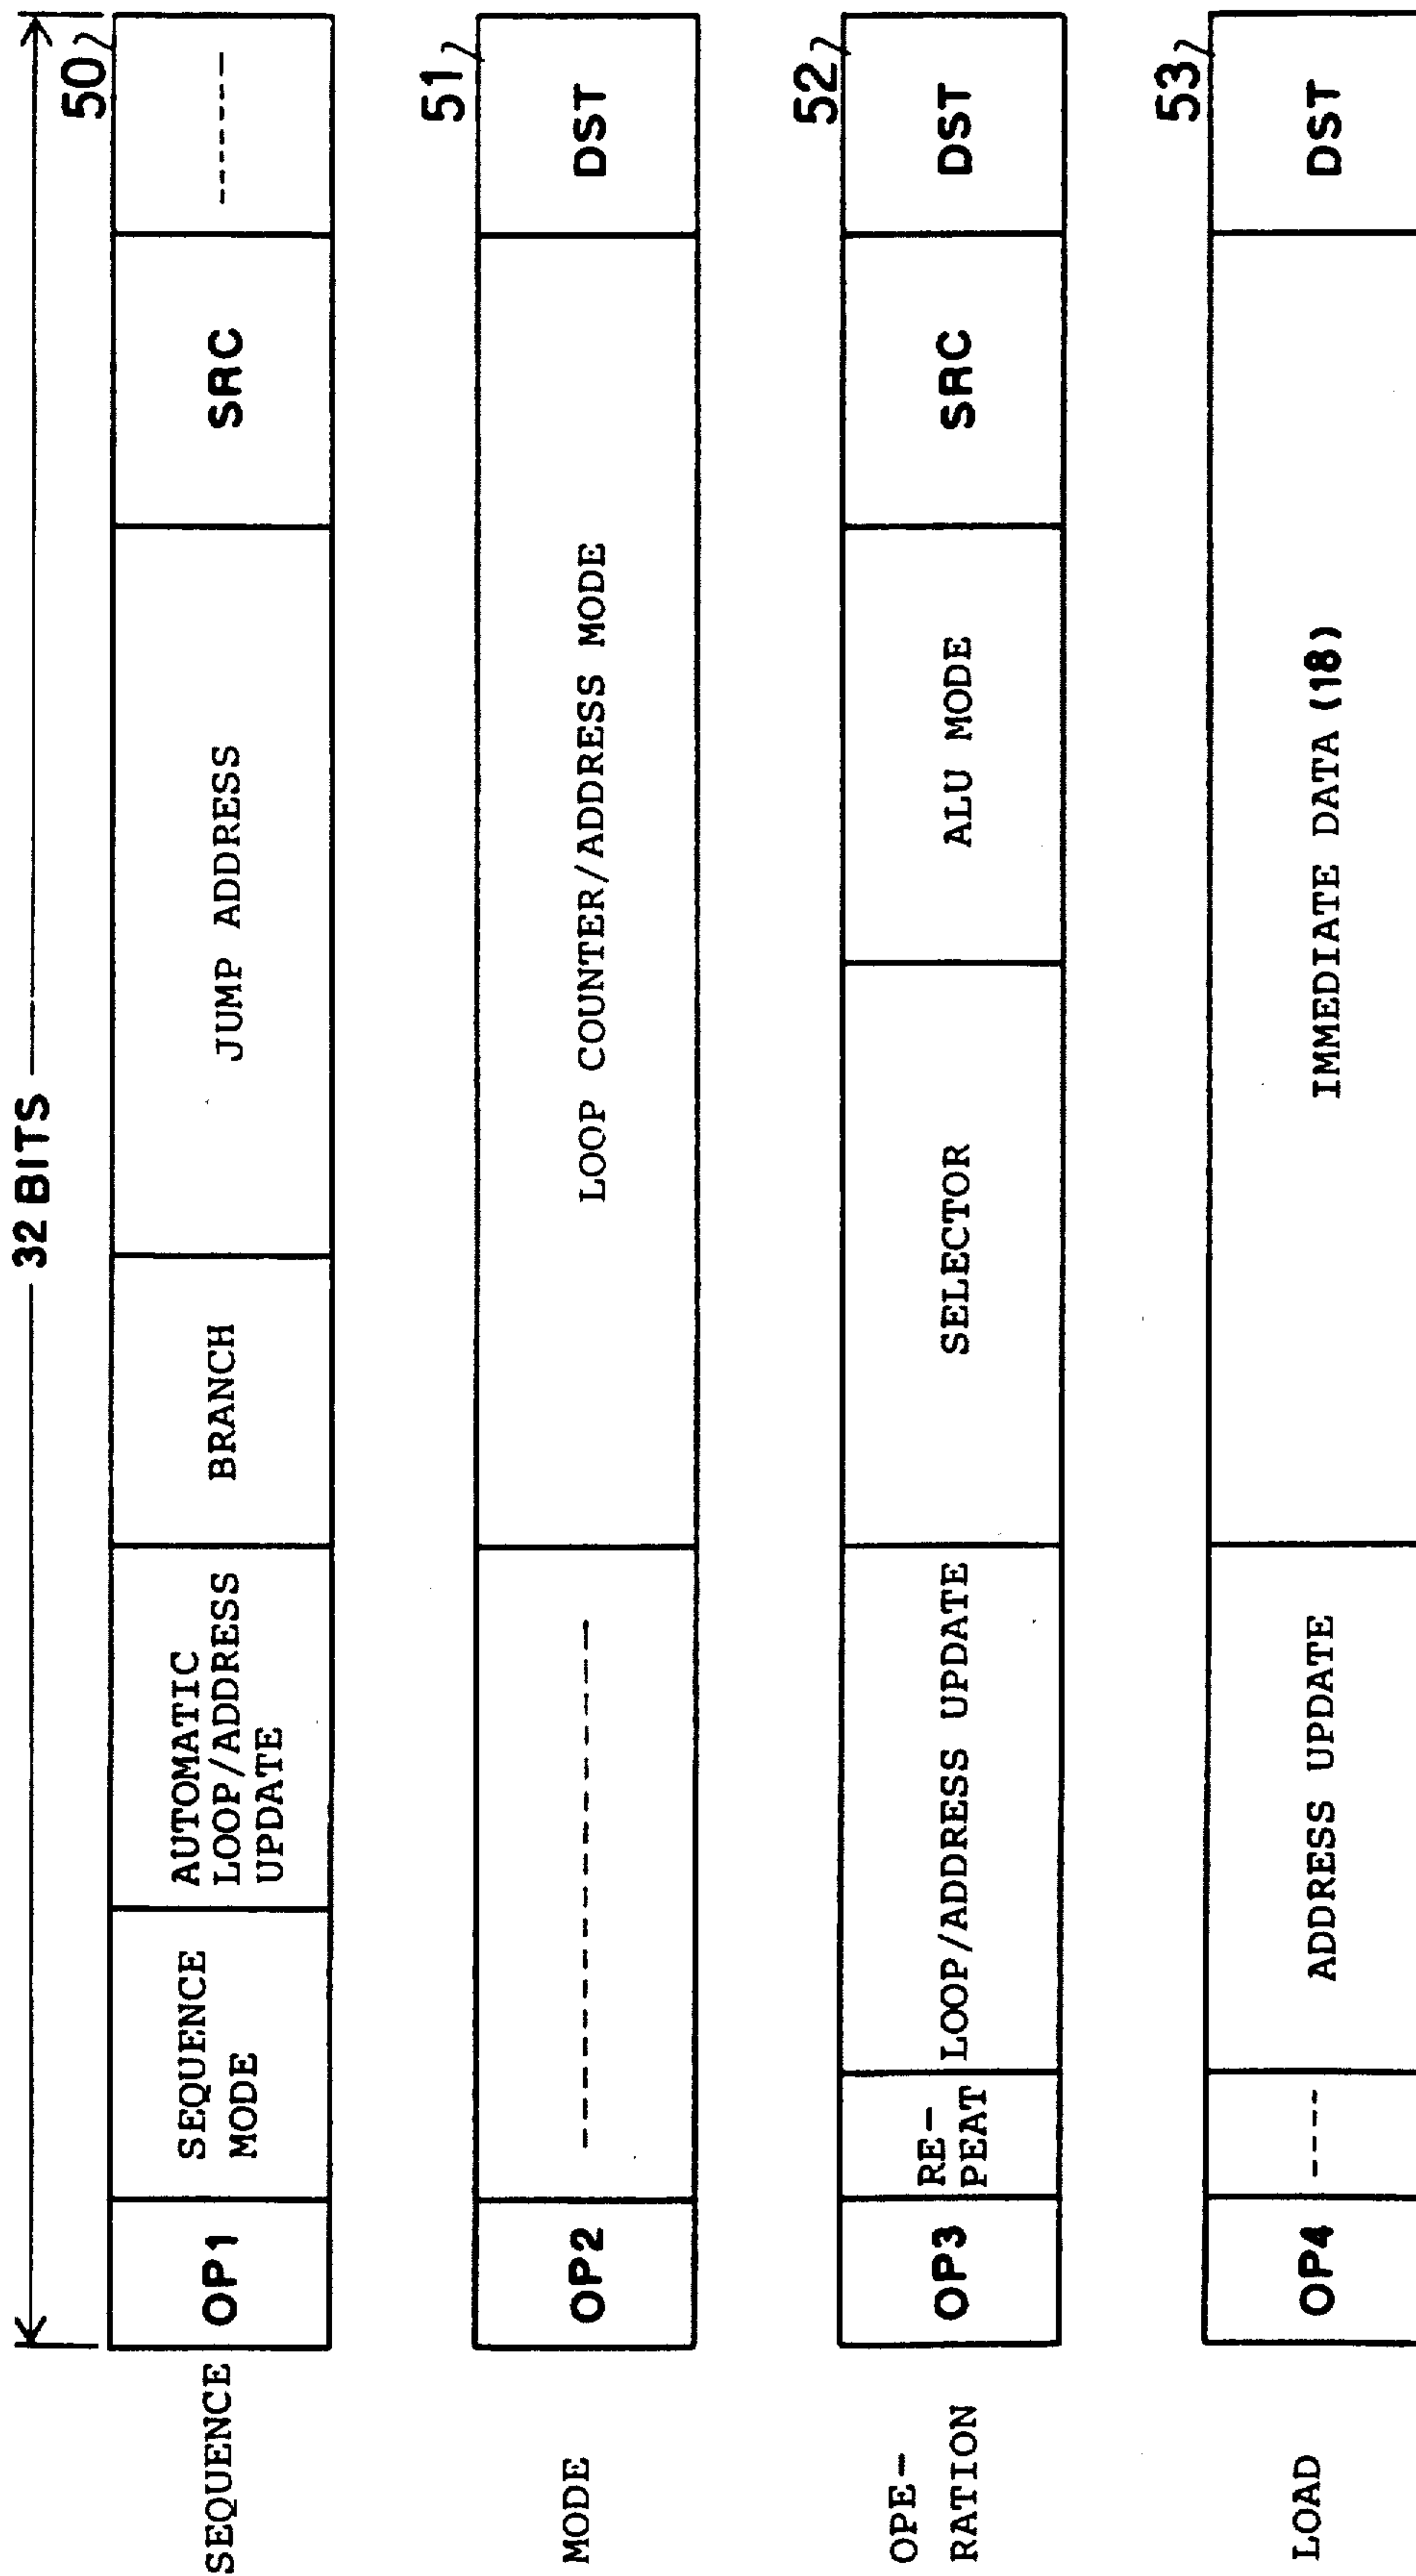 32 BITS
50
SEQUENCE
OP1
SEQUENCE
MODE
AUTOMATIC
LOOP/ADDRESS
UPDATE
BRANCH
JUMP ADDRESS
SRC
-------
51
MODE
OP2
----------------
LOOP COUNTER/ADDRESS MODE
DST
52
OPE-
RATION
OP3
RE-
PEAT
LOOP/ADDRESS UPDATE
SELECTOR
ALU MODE
SRC
DST
53
LOAD
OP4
----
ADDRESS UPDATE
IMMEDIATE DATA (18)
DST